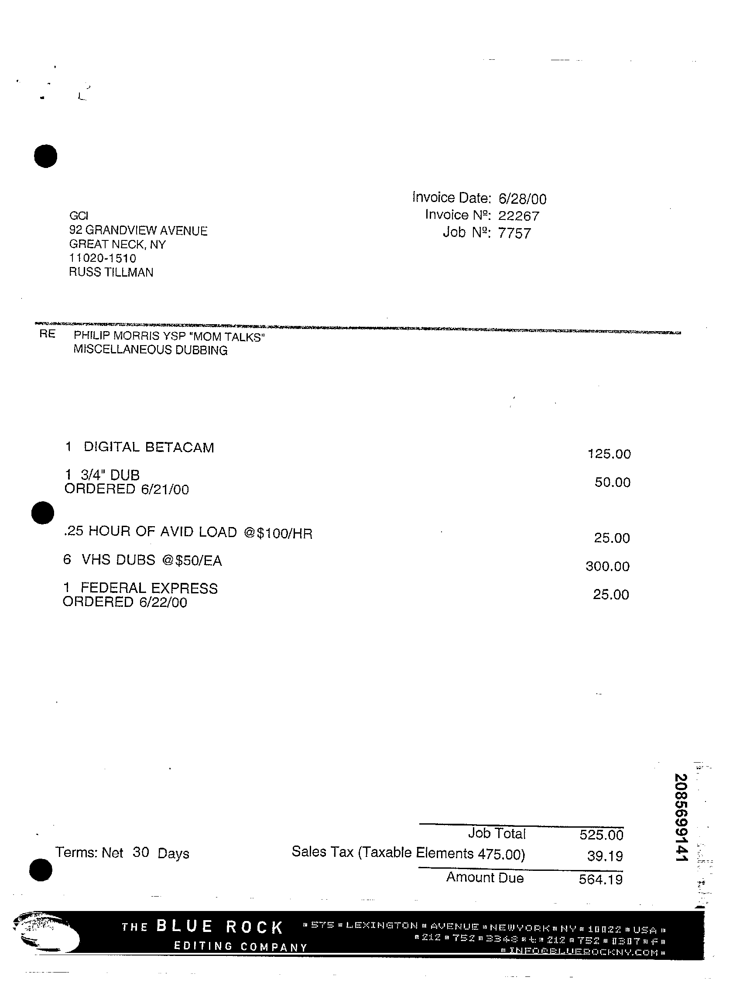 Invoice Date: 6/28/00
Invoice Nº: 22267
Job Nº: 7757
GCI
92 GRANDVIEW AVENUE
GREAT NECK, NY
11020-1510
RUSS TILLMAN
RE PHILIP MORRIS YSP "MOM TALKS"
MISCELLANEOUS DUBBING
1 DIGITAL BETACAM 125.00
1 3/4" DUB 50.00
ORDERED 6/21/00
.25 HOUR OF AVID LOAD @$100/HR 25.00
6 VHS DUBS @$50/EA 300.00
1 FEDERAL EXPRESS 25.00
ORDERED 6/22/00
Job Total 525.00
Terms: Net 30 Days Sales Tax (Taxable Elements 475.00) 39.19
Amount Due 564.19
2085699141
THE BLUE ROCK
EDITING COMPANY
575 LEXINGTON AVENUE NEWYORK NY 10022 USA
212 752 3348 t 212 752 0307 f
INFO@BLUEROCKNY.COM